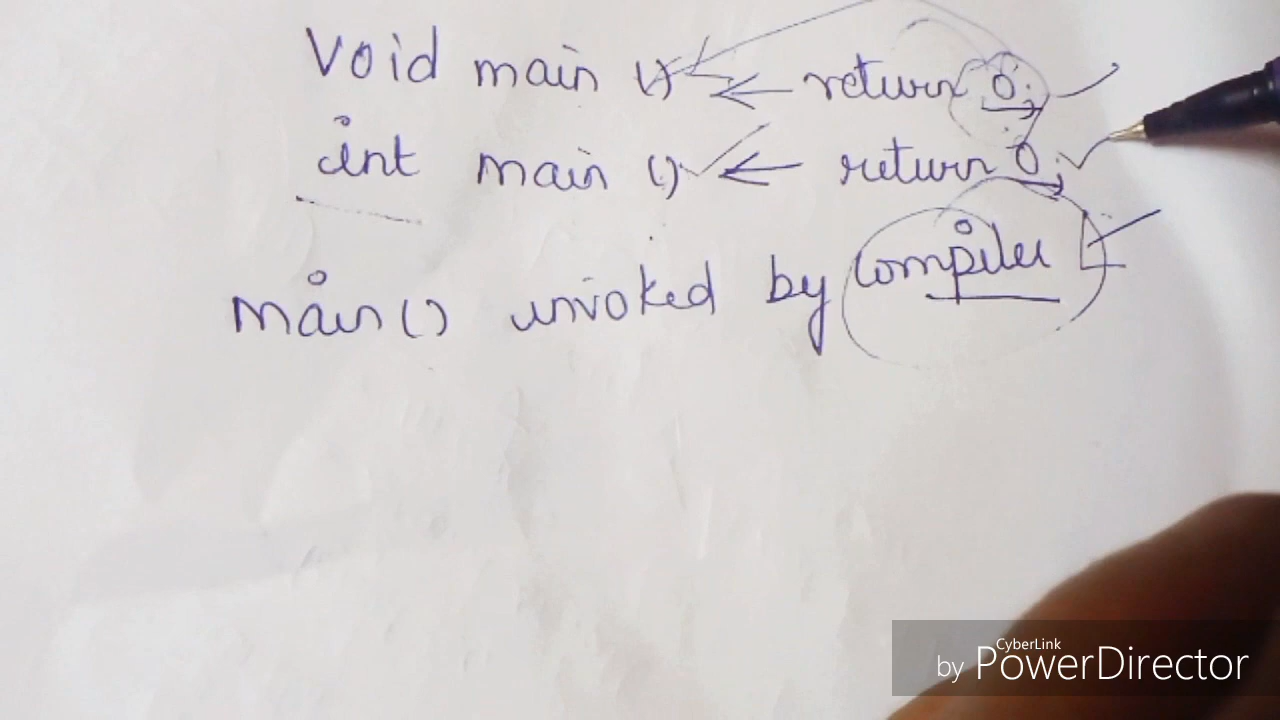 Void main () ← return 0;
int main () ← return 0;
main() invoked by Compiler
CyberLink
by PowerDirector